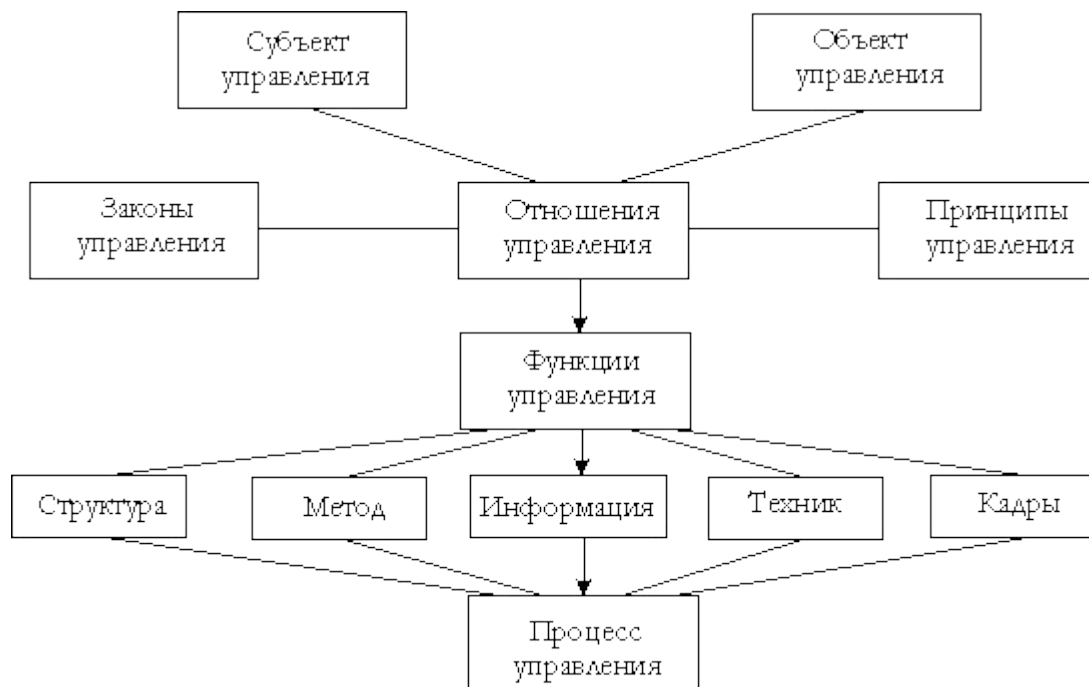 Субъект
управления
Объект
управления
Законы
управления
Отношения
управления
Принципы
управления
Функции
управления
Структура
Метод
Информация
Техник
Кадры
Процесс
управления